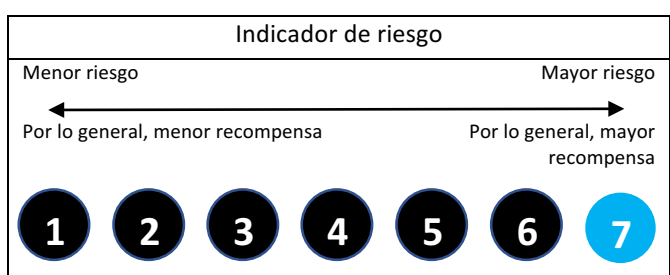 Indicador de riesgo
Menor riesgo Mayor riesgo
Por lo general, menor recompensa Por lo general, mayor
recompensa
1 2 3 4 5 6 7